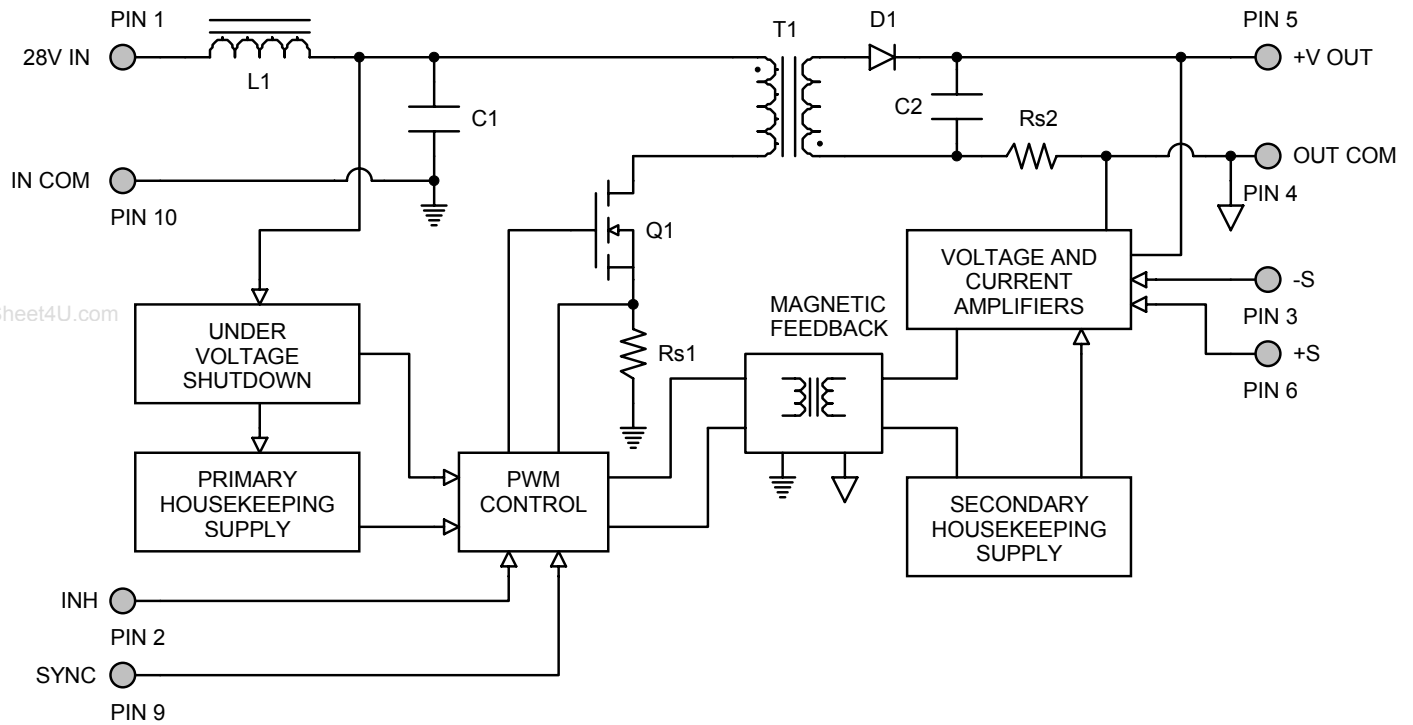 PIN 1
T1
D1
PIN 5
28V IN
L1
+V OUT
C1
C2
Rs2
IN COM
OUT COM
PIN 10
PIN 4
Q1
VOLTAGE AND
CURRENT
AMPLIFIERS
-S
PIN 3
+S
PIN 6
MAGNETIC
FEEDBACK
Sheet4U.com
UNDER
VOLTAGE
SHUTDOWN
Rs1
PRIMARY
HOUSEKEEPING
SUPPLY
PWM
CONTROL
SECONDARY
HOUSEKEEPING
SUPPLY
INH
PIN 2
SYNC
PIN 9